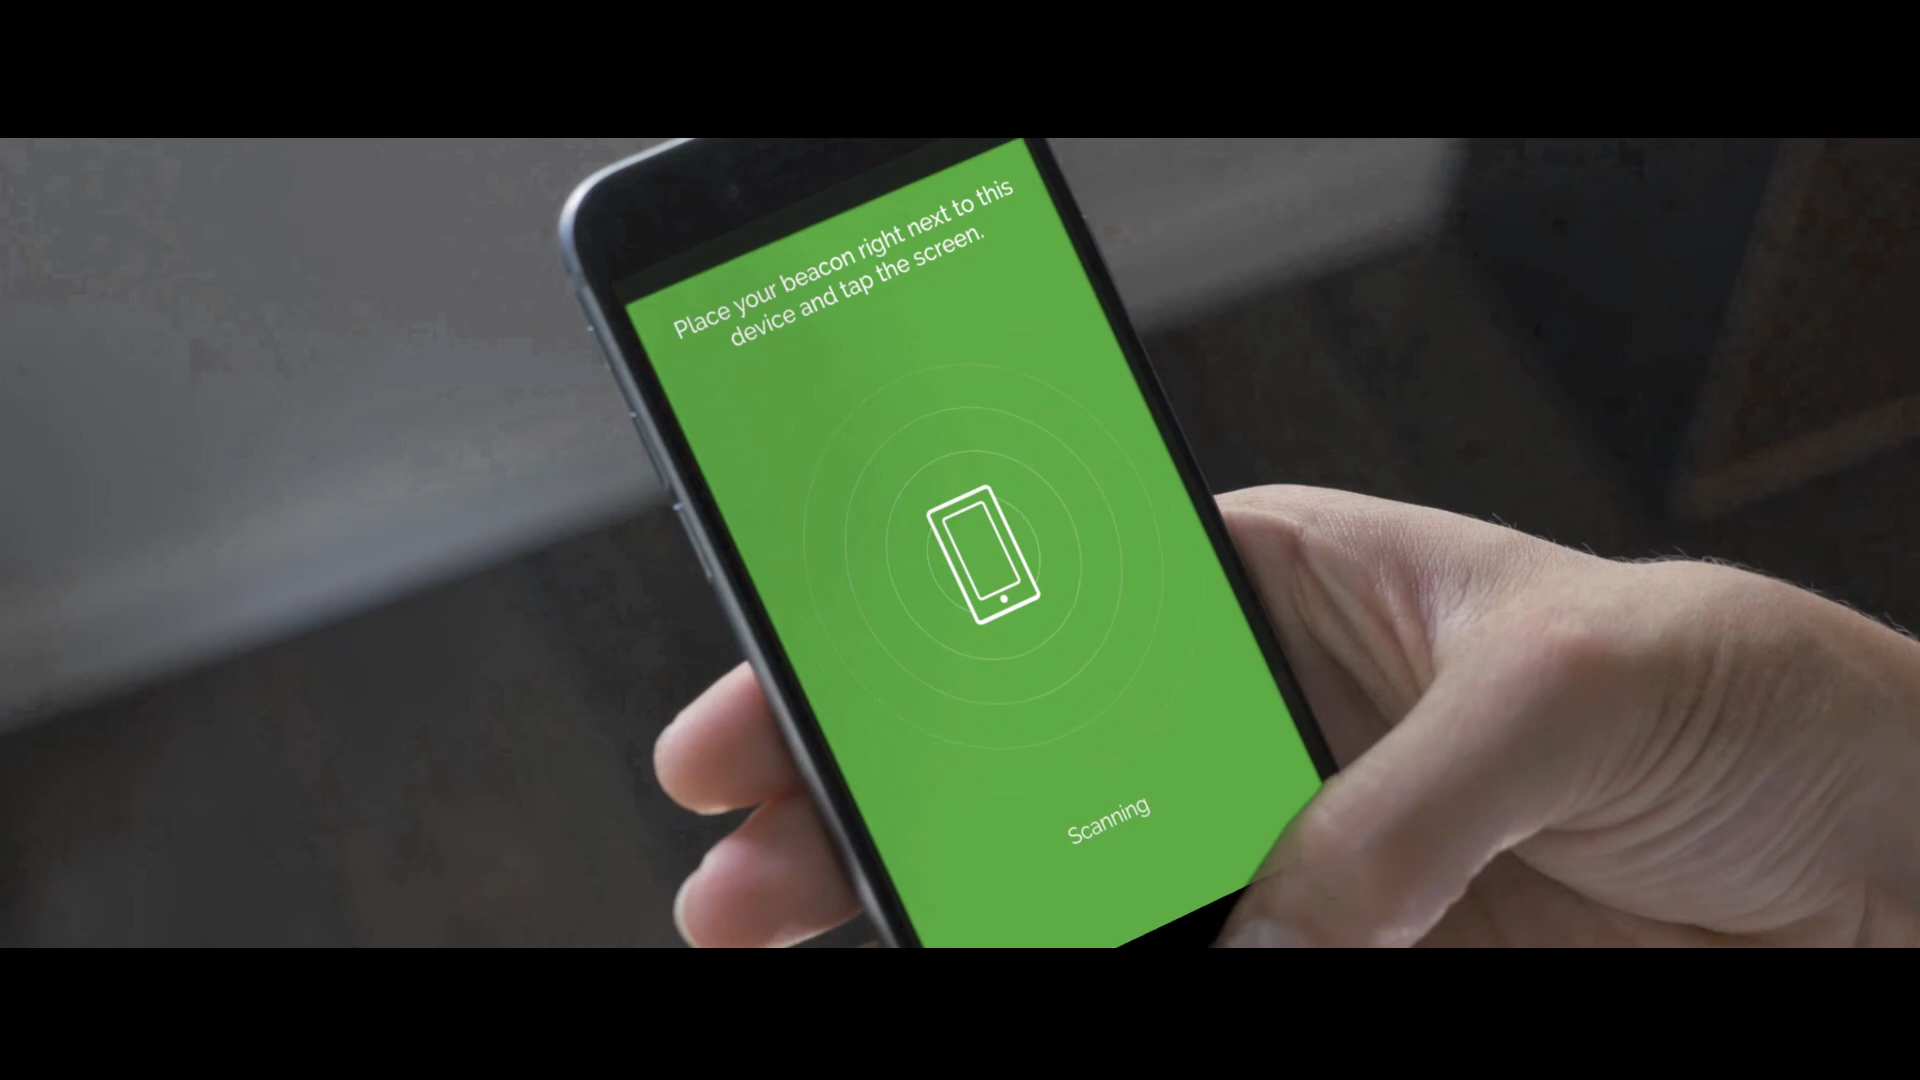 Place your beacon right next to this
device and tap the screen.
Scanning